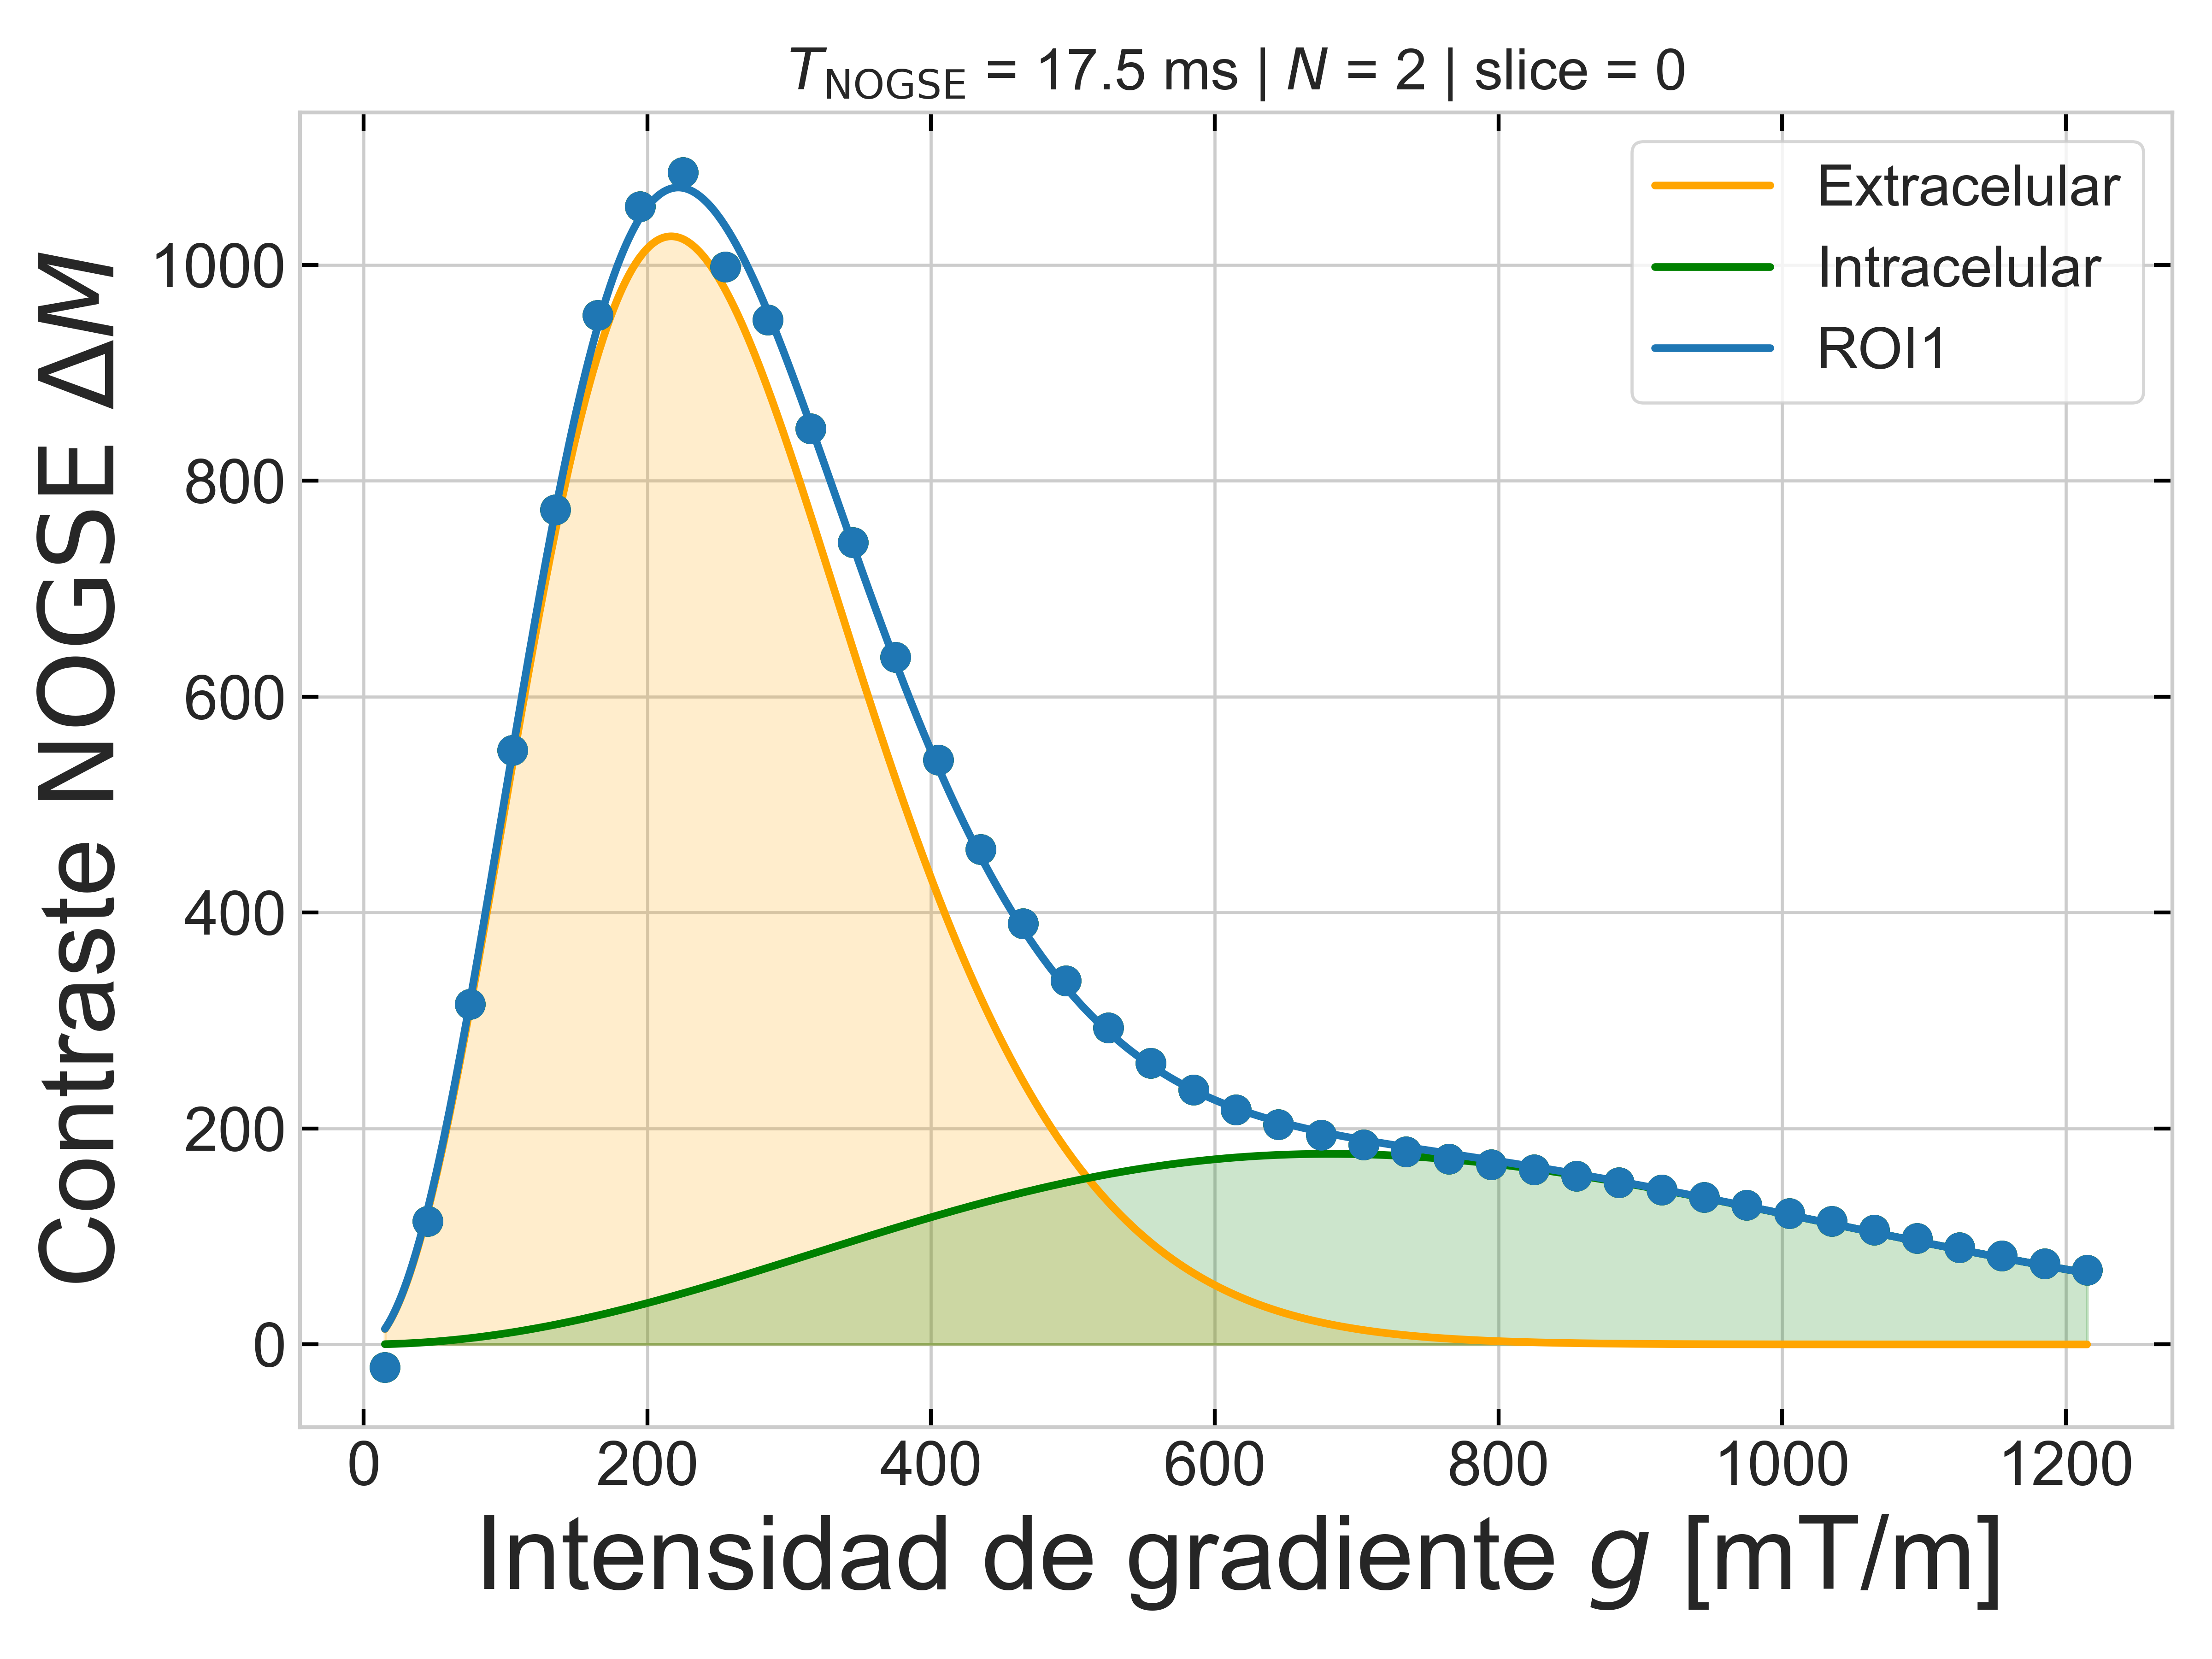 T_NOGSE = 17.5 ms | N = 2 | slice = 0
Contraste NOGSE ΔM
1000
800
600
400
200
0
Extracelular
Intracelular
ROI1
0 200 400 600 800 1000 1200
Intensidad de gradiente g [mT/m]